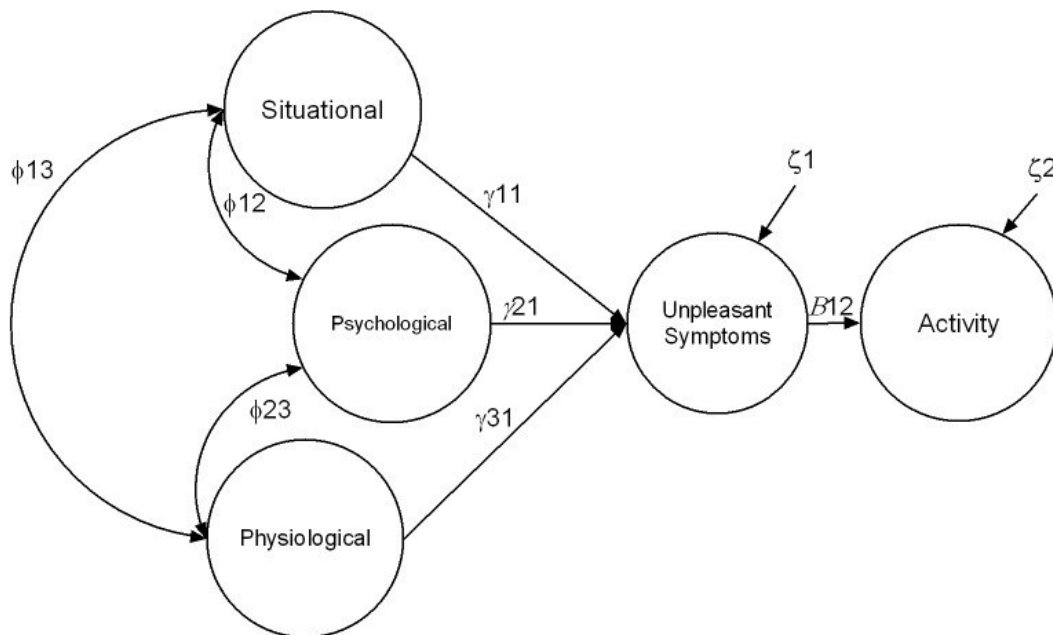 Situational
ϕ13
ζ1
ζ2
ϕ12
γ11
Psychological
γ21
Unpleasant
Symptoms
B12
Activity
ϕ23
γ31
Physiological